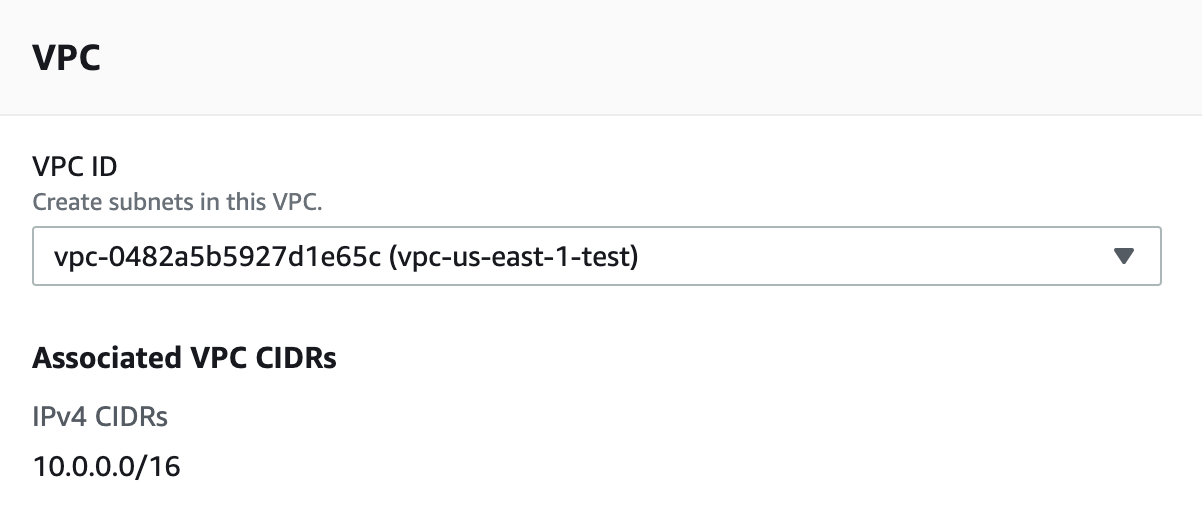 VPC
VPC ID
Create subnets in this VPC.
vpc-0482a5b5927d1e65c (vpc-us-east-1-test)
Associated VPC CIDRs
IPv4 CIDRs
10.0.0.0/16